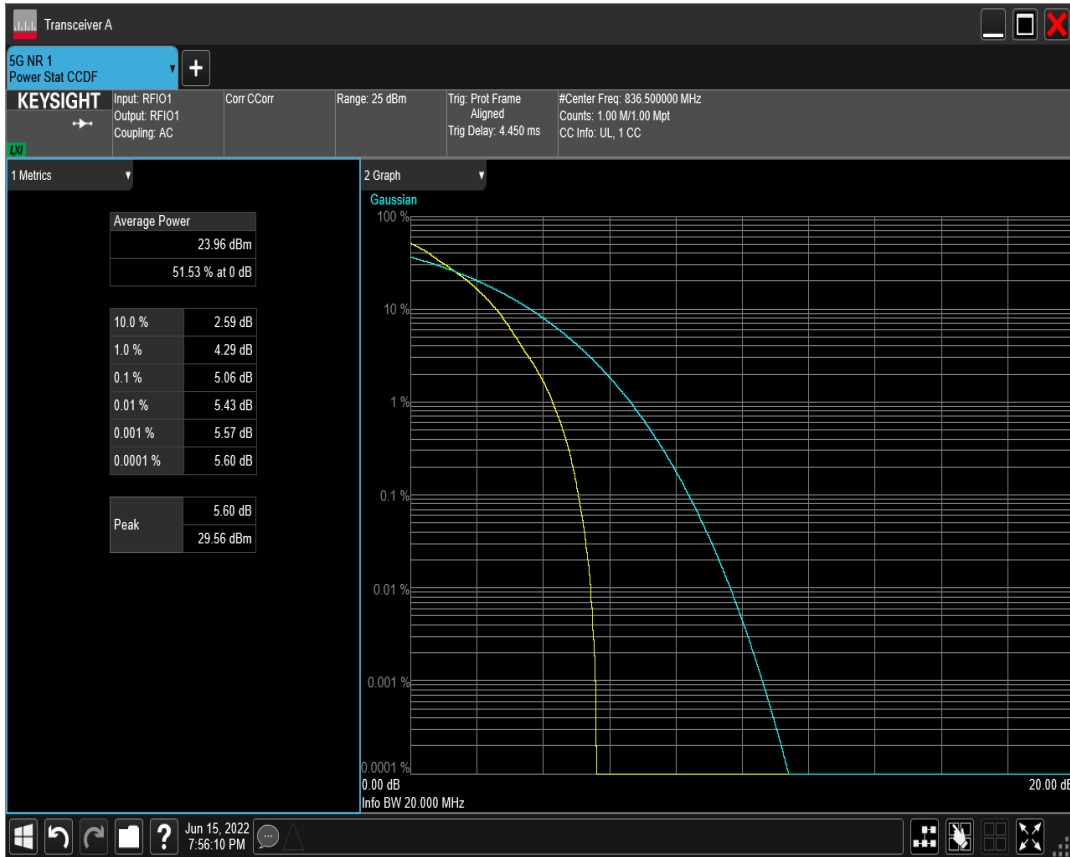 Transceiver A
5G NR 1
Power Stat CCDF
+
KEYSIGHT
LXI
Input: RFIO1
Output: RFIO1
Coupling: AC
Corr CCorr
Range: 25 dBm
Trig: Prot Frame
Aligned
Trig Delay: 4.450 ms
#Center Freq: 836.500000 MHz
Counts: 1.00 M/1.00 Mpt
CC Info: UL, 1 CC
1 Metrics
Average Power
23.96 dBm
51.53 % at 0 dB
10.0 % 2.59 dB
1.0 % 4.29 dB
0.1 % 5.06 dB
0.01 % 5.43 dB
0.001 % 5.57 dB
0.0001 % 5.60 dB
Peak 5.60 dB
29.56 dBm
2 Graph
Gaussian
100 %
10 %
1 %
0.1 %
0.01 %
0.001 %
0.0001 %
0.00 dB 20.00 dB
Info BW 20.000 MHz
?
Jun 15, 2022
7:56:10 PM